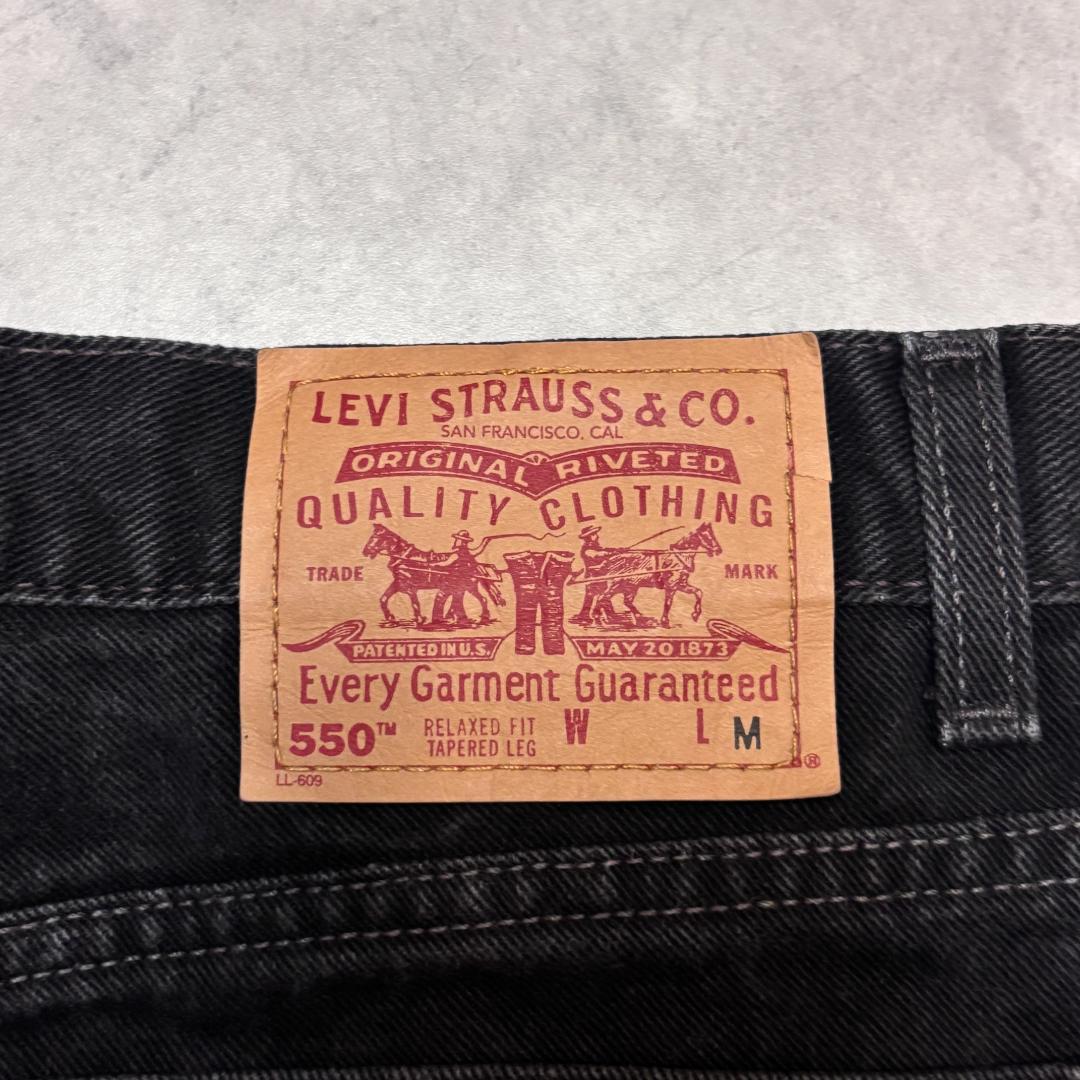 LEVI STRAUSS & CO.
SAN FRANCISCO, CAL
ORIGINAL RIVETED
QUALITY CLOTHING
TRADE MARK
PATENTED IN U.S. MAY 20 1873
Every Garment Guaranteed
550™ RELAXED FIT W L M
TAPERED LEG
®
LL-609